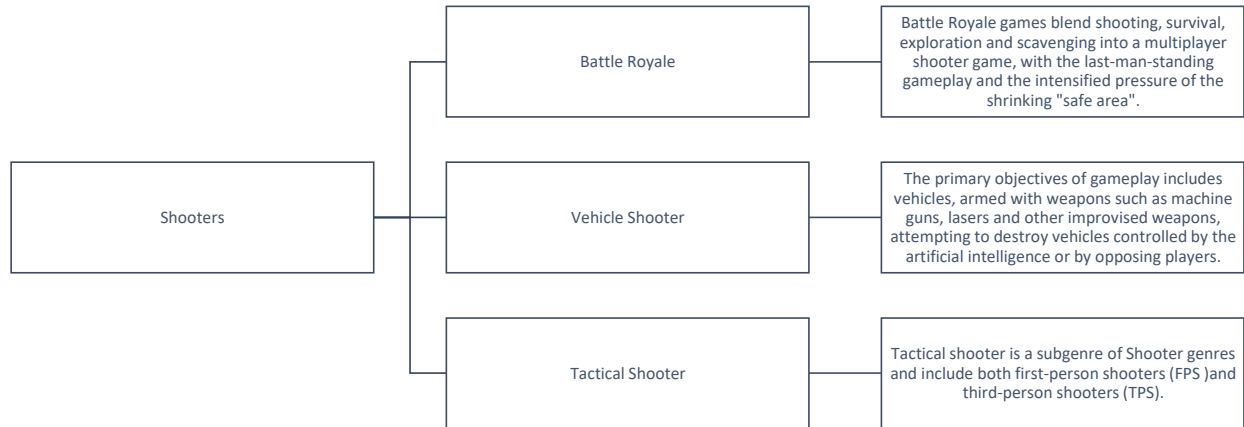 Shooters
Battle Royale
Battle Royale games blend shooting, survival,
exploration and scavenging into a multiplayer
shooter game, with the last-man-standing
gameplay and the intensified pressure of the
shrinking "safe area".
Vehicle Shooter
The primary objectives of gameplay includes
vehicles, armed with weapons such as machine
guns, lasers and other improvised weapons,
attempting to destroy vehicles controlled by the
artificial intelligence or by opposing players.
Tactical Shooter
Tactical shooter is a subgenre of Shooter genres
and include both first-person shooters (FPS )and
third-person shooters (TPS).